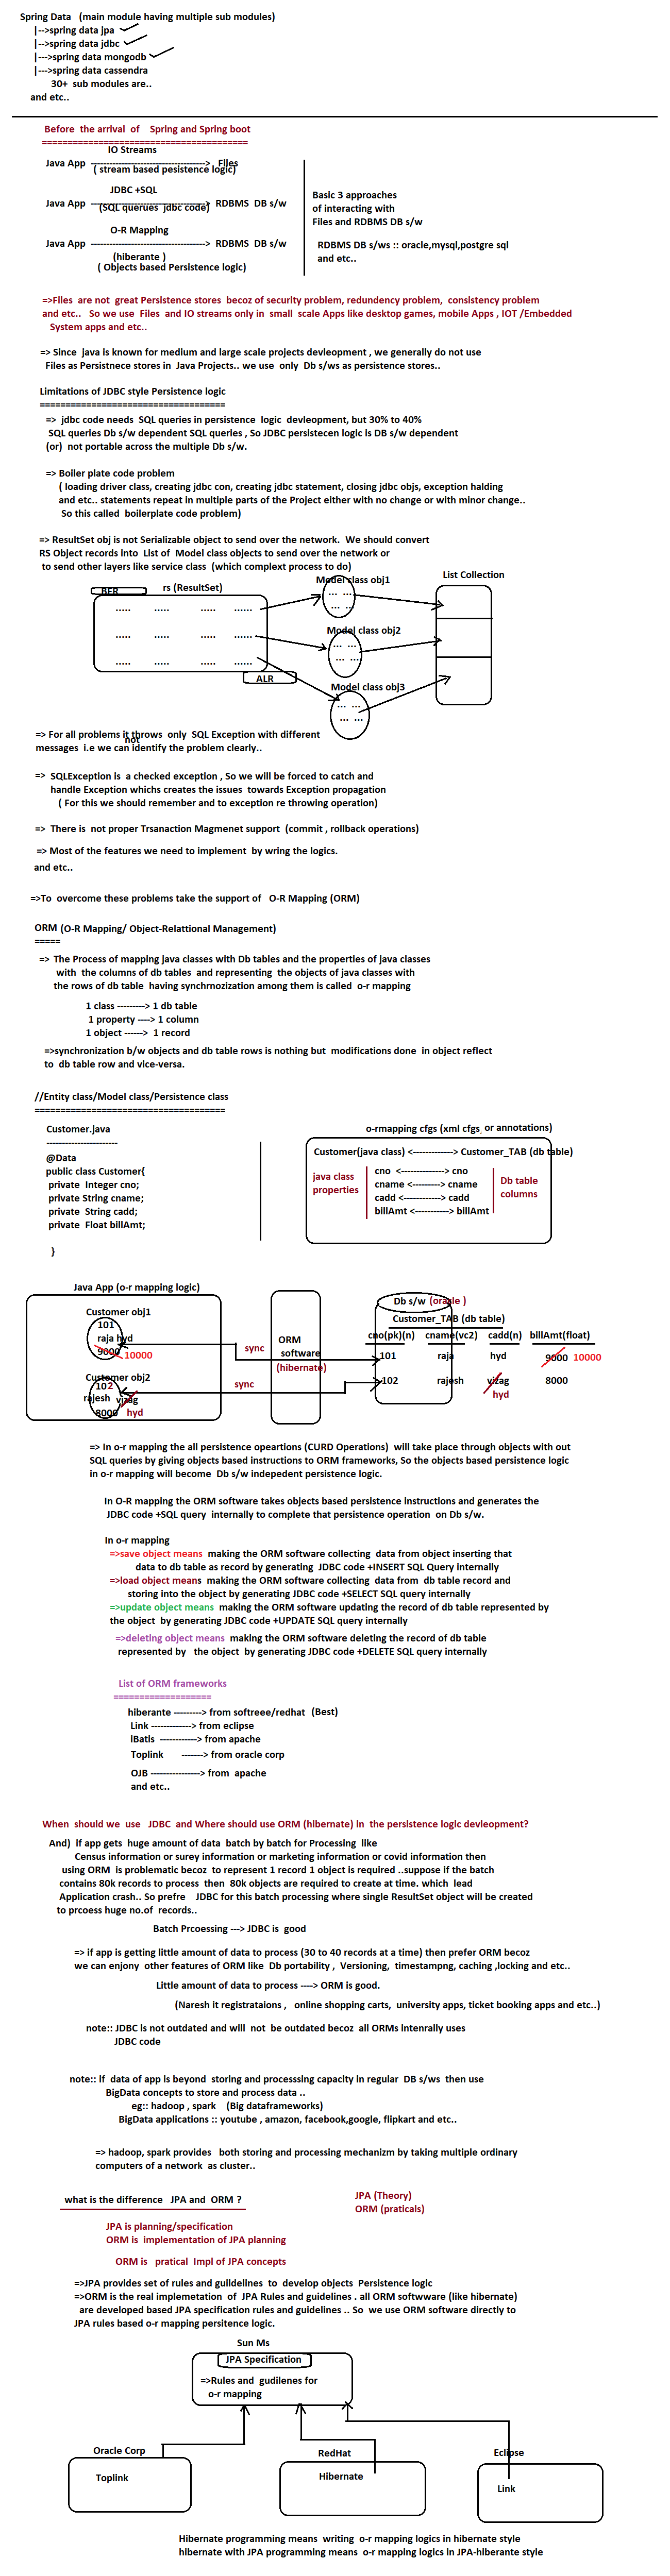 Spring Data   (main module having multiple sub modules)
|-->spring data jpa
|-->spring data jdbc
|--->spring data mongodb
|--->spring data cassendra
30+  sub modules are..
and etc..
Before  the arrival  of    Spring and Spring boot
========================================
IO Streams
Java App  ------------------------------------>  Files
( stream based pesistence logic)
JDBC +SQL
Java App  ------------------------------------>  RDBMS  DB s/w
(SQL querues  jdbc code)
O-R Mapping
Java App  ------------------------------------>  RDBMS  DB s/w
(hiberante )
( Objects based Persistence logic)
Basic 3 approaches
of interacting with
Files and RDBMS DB s/w
RDBMS DB s/ws :: oracle,mysql,postgre sql
and etc..
=>Files  are not  great Persistence stores  becoz of security problem, redundency problem,  consistency problem
and etc..   So we use  Files  and IO streams only in  small  scale Apps like desktop games, mobile Apps , IOT /Embedded
System apps and etc..
=> Since  java is known for medium and large scale projects devleopment , we generally do not use
Files as Persistnece stores in  Java Projects.. we use  only  Db s/ws as persistence stores..
Limitations of JDBC style Persistence logic
====================================
=>  jdbc code needs  SQL queries in persistence  logic  devleopment, but 30% to 40%
SQL queries Db s/w dependent SQL queries , So JDBC persistecen logic is DB s/w dependent
(or)  not portable across the multiple Db s/w.
=> Boiler plate code problem
( loading driver class, creating jdbc con, creating jdbc statement, closing jdbc objs, exception halding
and etc.. statements repeat in multiple parts of the Project either with no change or with minor change..
So this called  boilerplate code problem)
=> ResultSet obj is not Serializable object to send over the network.  We should convert
RS Object records into  List of  Model class objects to send over the network or
to send other layers like service class  (which complext process to do)
BFR
rs (ResultSet)
Model class obj1
List Collection
.....  .....  .....  ......
... ...
... ...
Model class obj2
.....  .....  .....  ......
... ...
... ...
.....  .....  .....  ......
ALR
Model class obj3
... ...
... ...
=> For all problems it throws  only  SQL Exception with different
not
messages  i.e we can identify the problem clearly..
=>  SQLException is  a checked exception , So we will be forced to catch and
handle Exception whichs creates the issues  towards Exception propagation
( For this we should remember and to exception re throwing operation)
=>  There is  not proper Trsanaction Magmenet support  (commit , rollback operations)
=> Most of the features we need to implement  by wring the logics.
and etc..
=>To  overcome these problems take the support of   O-R Mapping (ORM)
ORM (O-R Mapping/ Object-Relattional Management)
=====
=>  The Process of mapping java classes with Db tables and the properties of java classes
with  the columns of db tables  and representing  the objects of java classes with
the rows of db table  having synchrnozization among them is called  o-r mapping
1 class ---------> 1 db table
1 property ----> 1 column
1 object ------>  1 record
=>synchronization b/w objects and db table rows is nothing but  modifications done  in object reflect
to  db table row and vice-versa.
//Entity class/Model class/Persistence class
=====================================
Customer.java
-----------------------
@Data
public class Customer{
private  Integer cno;
private String cname;
private  String cadd;
private  Float billAmt;
}
o-rmapping cfgs (xml cfgs, or annotations)
Customer(java class) <-------------> Customer_TAB (db table)
java class
properties
cno  <--------------> cno
cname <---------> cname
cadd <------------> cadd
billAmt <-----------> billAmt
Db table
columns
Java App (o-r mapping logic)
Customer obj1
101
raja hyd
9000 10000
Customer obj2
102
rajesh  vizag
8000  hyd
sync
sync
ORM
software
(hibernate)
Db s/w (oracle )
Customer_TAB (db table)
cno(pk)(n)  cname(vc2)  cadd(n)  billAmt(float)
101  raja  hyd  9000  10000
102  rajesh  vizag  8000
hyd
=> In o-r mapping the all persistence opeartions (CURD Operations)  will take place through objects with out
SQL queries by giving objects based instructions to ORM frameworks, So the objects based persistence logic
in o-r mapping will become  Db s/w indepedent persistence logic.
In O-R mapping the ORM software takes objects based persistence instructions and generates the
JDBC code +SQL query  internally to complete that persistence operation  on Db s/w.
In o-r mapping
=>save object means  making the ORM software collecting  data from object inserting that
data to db table as record by generating  JDBC code +INSERT SQL Query internally
=>load object means  making the ORM software collecting  data from  db table record and
storing into the object by generating JDBC code +SELECT SQL query internally
=>update object means  making the ORM software updating the record of db table represented by
the object  by generating JDBC code +UPDATE SQL query internally
=>deleting object means  making the ORM software deleting the record of db table
represented by   the object  by generating JDBC code +DELETE SQL query internally
List of ORM frameworks
===================
hiberante ---------> from softreee/redhat  (Best)
Link -------------> from eclipse
iBatis  ------------> from apache
Toplink       -------> from oracle corp
OJB ----------------> from  apache
and etc..
When  should we  use   JDBC  and Where should use ORM (hibernate) in  the persistence logic devleopment?
And)  if app gets  huge amount of data  batch by batch for Processing  like
Census information or surey information or marketing information or covid information then
using ORM  is problematic becoz  to represent 1 record 1 object is required ..suppose if the batch
contains 80k records to process  then  80k objects are required to create at time. which  lead
Application crash.. So prefre    JDBC for this batch processing where single ResultSet object will be created
to prcoess huge no.of  records..
Batch Prcoessing ---> JDBC is  good
=> if app is getting little amount of data to process (30 to 40 records at a time) then prefer ORM becoz
we can enjony  other features of ORM like  Db portability ,  Versioning,  timestampng, caching ,locking and etc..
Little amount of data to process ----> ORM is good.
(Naresh it registrataions ,   online shopping carts,  university apps, ticket booking apps and etc..)
note:: JDBC is not outdated and will  not  be outdated becoz  all ORMs intenrally uses
JDBC code
note:: if  data of app is beyond  storing and processsing capacity in regular  DB s/ws  then use
BigData concepts to store and process data ..
eg:: hadoop , spark    (Big dataframeworks)
BigData applications :: youtube , amazon, facebook,google, flipkart and etc..
=> hadoop, spark provides   both storing and processing mechanizm by taking multiple ordinary
computers of a network  as cluster..
what is the difference   JPA and  ORM ?
JPA (Theory)
ORM (praticals)
JPA is planning/specification
ORM is  implementation of JPA planning
ORM is   pratical  Impl of JPA concepts
=>JPA provides set of rules and guildelines  to  develop objects  Persistence logic
=>ORM is the real implemetation  of  JPA Rules and guidelines . all ORM softwware (like hibernate)
are developed based JPA specification rules and guidelines .. So  we use ORM software directly to
JPA rules based o-r mapping persitence logic.
Sun Ms
JPA Specification
=>Rules and  gudilenes for
o-r mapping
Oracle Corp
Toplink
RedHat
Hibernate
Eclipse
Link
Hibernate programming means  writing  o-r mapping logics in hibernate style
hibernate with JPA programming means  o-r mapping logics in JPA-hiberante style